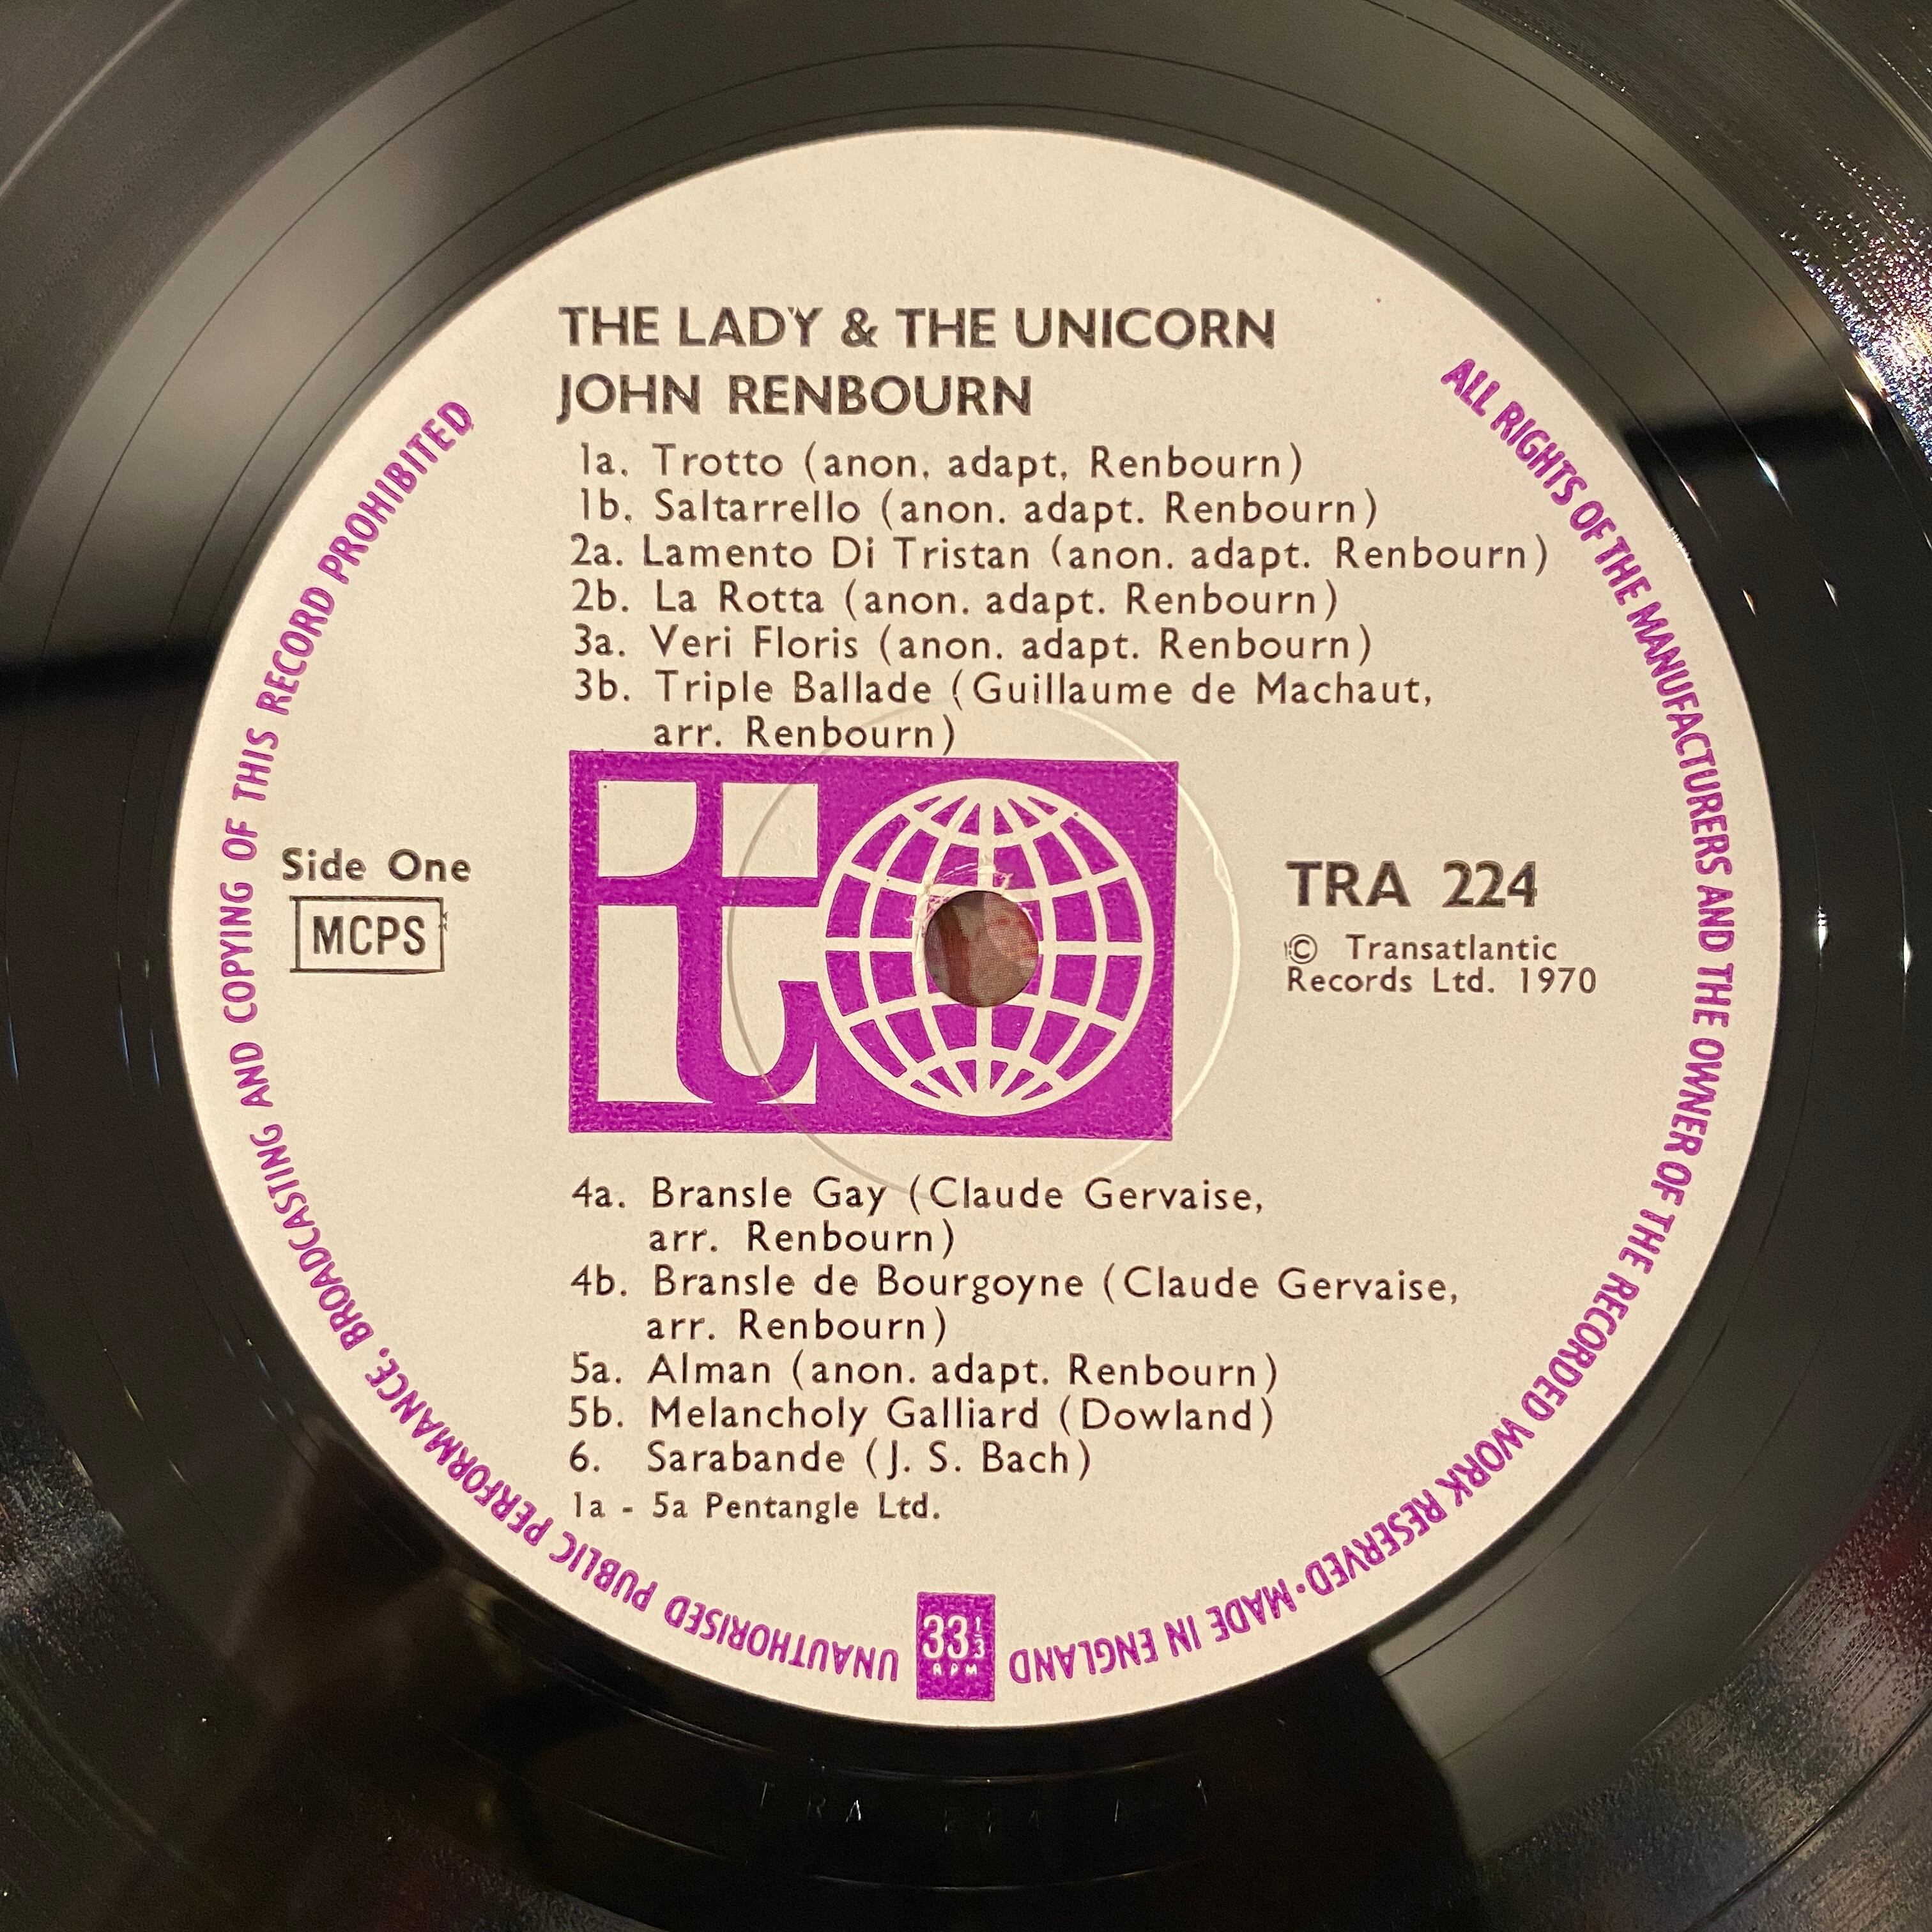 THE LADY & THE UNICORN
JOHN RENBOURN
1a. Trotto (anon. adapt. Renbourn)
1b. Saltarrello (anon. adapt. Renbourn)
2a. Lamento Di Tristan (anon. adapt. Renbourn)
2b. La Rotta (anon. adapt. Renbourn)
3a. Veri Floris (anon. adapt. Renbourn)
3b. Triple Ballade (Guillaume de Machaut,
arr. Renbourn)
t
Side One
MCPS
TRA 224
© Transatlantic
Records Ltd. 1970
4a. Bransle Gay (Claude Gervaise,
arr. Renbourn)
4b. Bransle de Bourgoyne (Claude Gervaise,
arr. Renbourn)
5a. Alman (anon. adapt. Renbourn)
5b. Melancholy Galliard (Dowland)
6. Sarabande (J. S. Bach)
1a - 5a Pentangle Ltd.
33 1/3
RPM
UNAUTHORISED PUBLIC PERFORMANCE, BROADCASTING AND COPYING OF THIS RECORD PROHIBITED
ALL RIGHTS OF THE MANUFACTURERS AND THE OWNER OF THE RECORDED WORK RESERVED·MADE IN ENGLAND
TRA